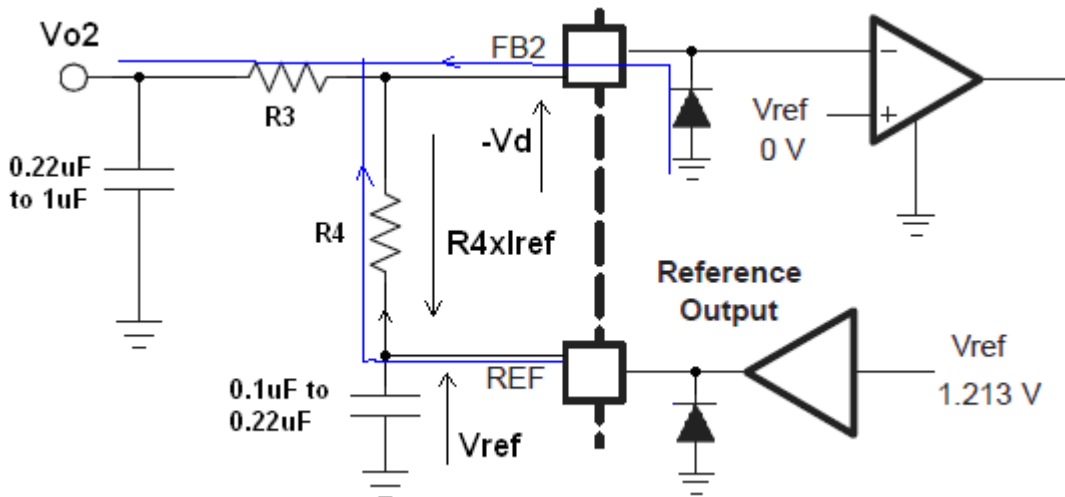 Vo2
FB2
−
R3
-Vd
Vref
0 V
+
0.22uF
to 1uF
R4
R4xIref
Reference
Output
REF
Vref
1.213 V
0.1uF to
0.22uF
Vref